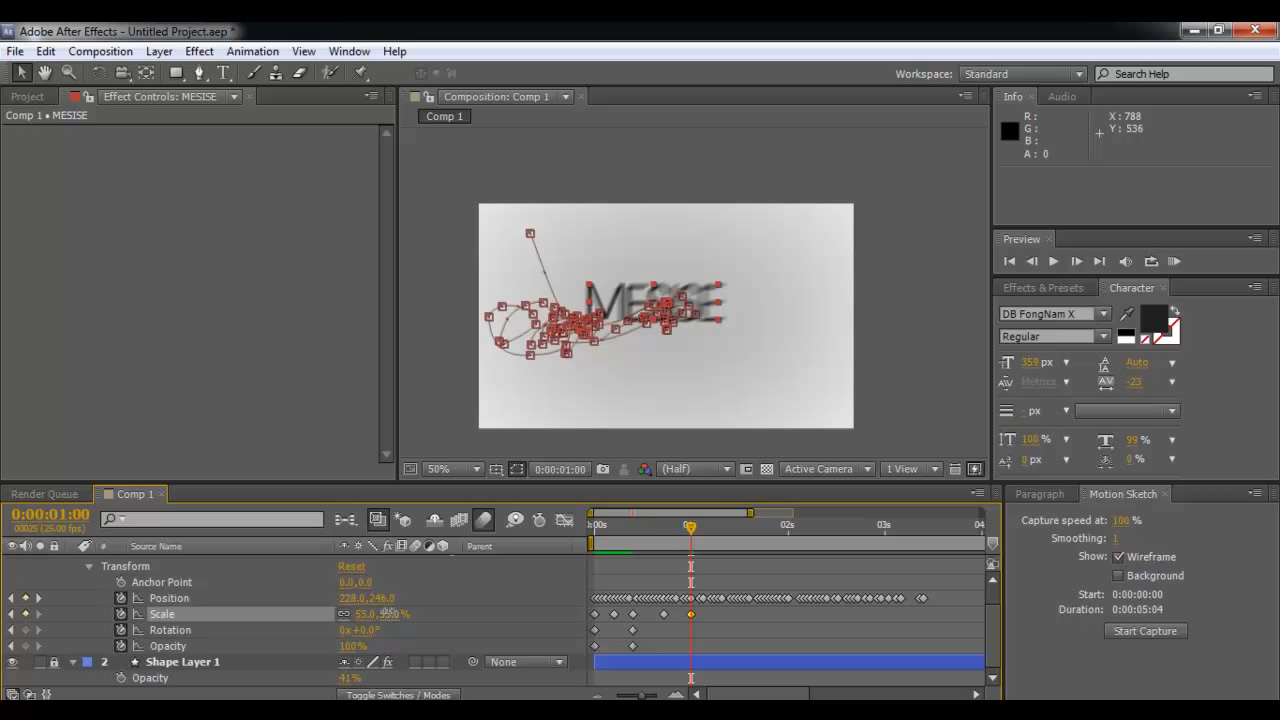 Adobe After Effects - Untitled Project.aep *
File Edit Composition Layer Effect Animation View Window Help
Workspace: Standard Search Help
Project Effect Controls: MESISE
Comp 1 • MESISE
Composition: Comp 1
Comp 1
MESISE
50% 0:00:01:00 (Half) Active Camera 1 View
Info Audio
R: X: 788
G: Y: 536
B:
A: 0
Preview
Effects & Presets Character
DB FongNam X
Regular
359 px Auto
Metrics -23
- px
100 % 99 %
0 px 0 %
Render Queue Comp 1
0:00:01:00
00025 (25.00 fps)
# Source Name Parent
:00s 02s 03s 04
Transform Reset
Anchor Point 0.0,0.0
Position 228.0,246.0
Scale 55.0,55.0 %
Rotation 0x+0.0°
Opacity 100%
2 Shape Layer 1 None
Opacity 41%
Toggle Switches / Modes
Paragraph Motion Sketch
Capture speed at: 100 %
Smoothing: 1
Show: Wireframe
Background
Start: 0:00:00:00
Duration: 0:00:05:04
Start Capture